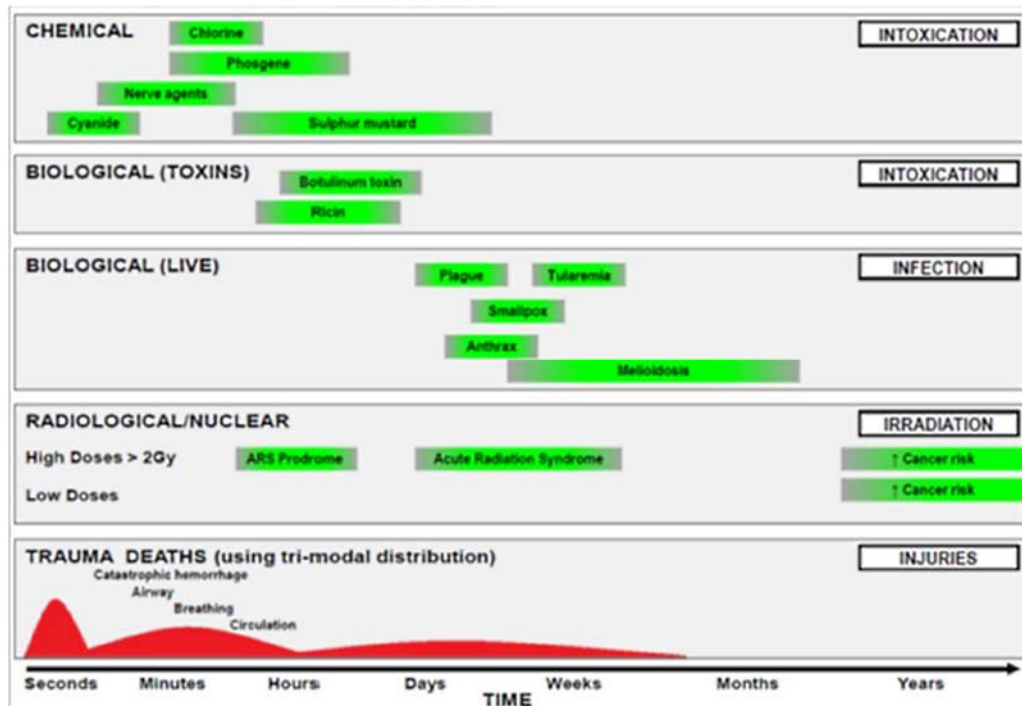 CHEMICAL
INTOXICATION
Chlorine
Phosgene
Nerve agents
Cyanide
Sulphur mustard
BIOLOGICAL (TOXINS)
INTOXICATION
Botulinum toxin
Ricin
BIOLOGICAL (LIVE)
INFECTION
Plague
Tularemia
Smallpox
Anthrax
Melioidosis
RADIOLOGICAL/NUCLEAR
IRRADIATION
High Doses > 2Gy
ARS Prodrome
Acute Radiation Syndrome
↑ Cancer risk
Low Doses
↑ Cancer risk
TRAUMA DEATHS (using tri-modal distribution)
INJURIES
Catastrophic hemorrhage
Airway
Breathing
Circulation
Seconds Minutes Hours Days Weeks Months Years
TIME